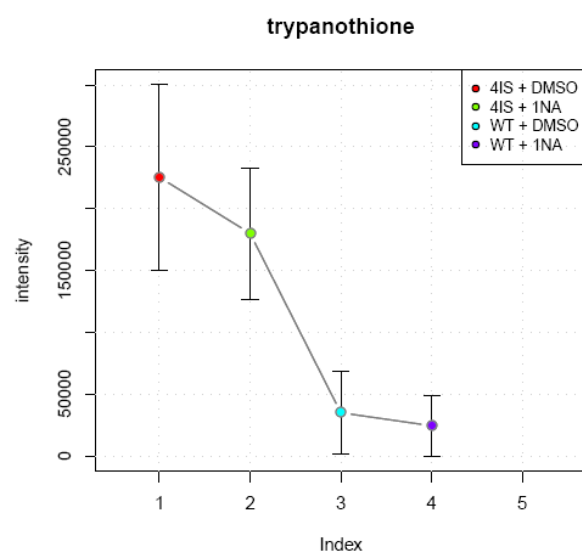 trypanothione
4IS + DMSO
4IS + 1NA
WT + DMSO
WT + 1NA
intensity
250000
150000
50000
0
1 2 3 4 5
Index